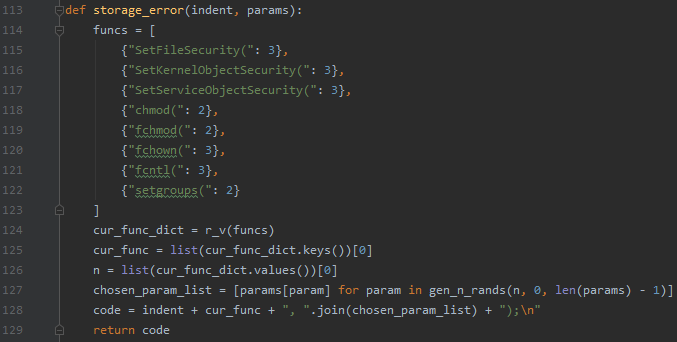 113 def storage_error(indent, params):
114     funcs = [
115         {"SetFileSecurity(": 3},
116         {"SetKernelObjectSecurity(": 3},
117         {"SetServiceObjectSecurity(": 3},
118         {"chmod(": 2},
119         {"fchmod(": 2},
120         {"fchown(": 3},
121         {"fcntl(": 3},
122         {"setgroups(": 2}
123     ]
124     cur_func_dict = r_v(funcs)
125     cur_func = list(cur_func_dict.keys())[0]
126     n = list(cur_func_dict.values())[0]
127     chosen_param_list = [params[param] for param in gen_n_rands(n, 0, len(params) - 1)]
128     code = indent + cur_func + ", ".join(chosen_param_list) + ");\n"
129     return code